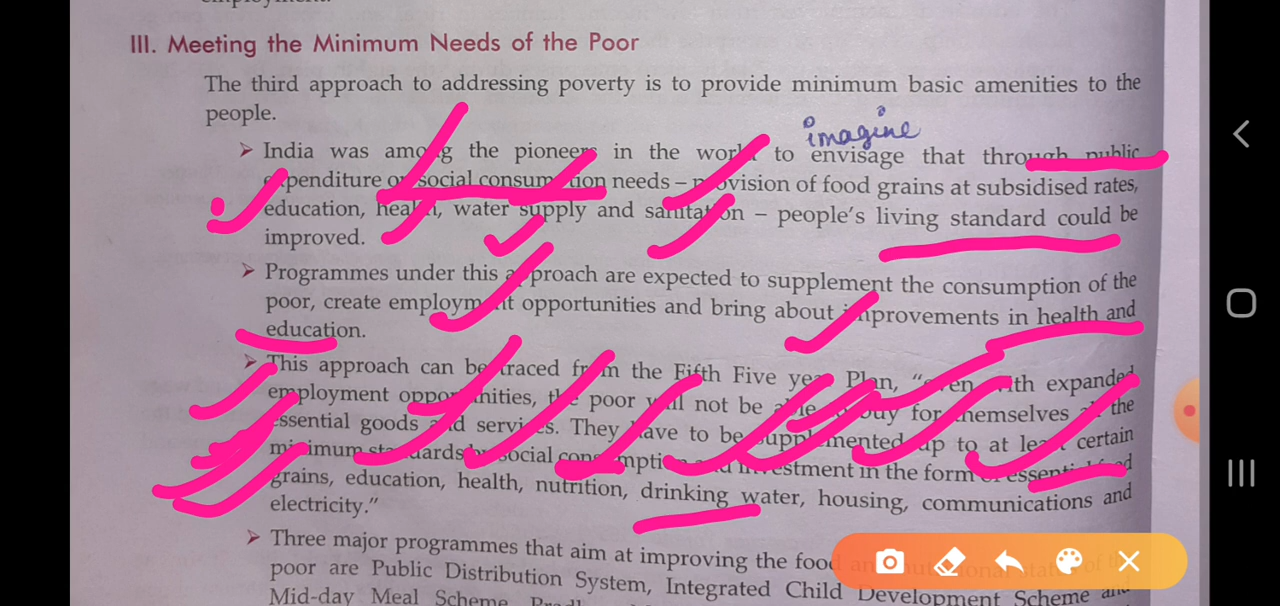 III. Meeting the Minimum Needs of the Poor
The third approach to addressing poverty is to provide minimum basic amenities to the
people.
imagine
➤ India was among the pioneers in the world to envisage that through public
expenditure on social consumption needs – provision of food grains at subsidised rates,
education, health, water supply and sanitation – people's living standard could be
improved.
➤ Programmes under this approach are expected to supplement the consumption of the
poor, create employment opportunities and bring about improvements in health and
education.
➤ This approach can be traced from the Fifth Five year Plan, "even with expanded
employment opportunities, the poor will not be able to buy for themselves all the
essential goods and services. They have to be supplemented up to at least certain
minimum standards by social consumption and investment in the form of essential food
grains, education, health, nutrition, drinking water, housing, communications and
electricity."
➤ Three major programmes that aim at improving the food and nutritional status of the
poor are Public Distribution System, Integrated Child Development Scheme and
Mid-day Meal Scheme.